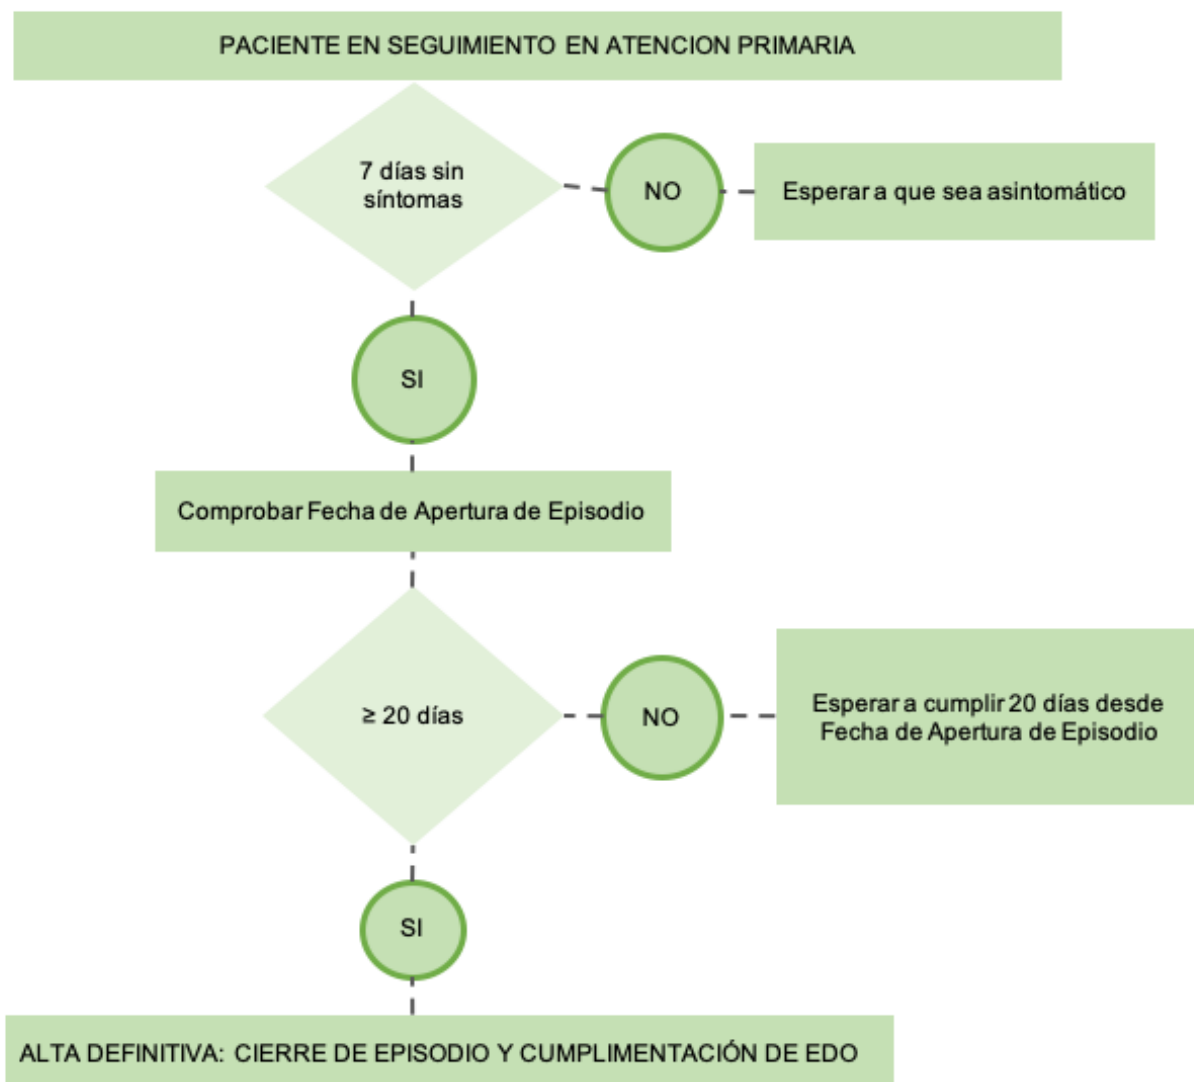 PACIENTE EN SEGUIMIENTO EN ATENCION PRIMARIA
7 días sin
síntomas
NO
Esperar a que sea asintomático
SI
Comprobar Fecha de Apertura de Episodio
≥ 20 días
NO
Esperar a cumplir 20 días desde
Fecha de Apertura de Episodio
SI
ALTA DEFINITIVA: CIERRE DE EPISODIO Y CUMPLIMENTACIÓN DE EDO